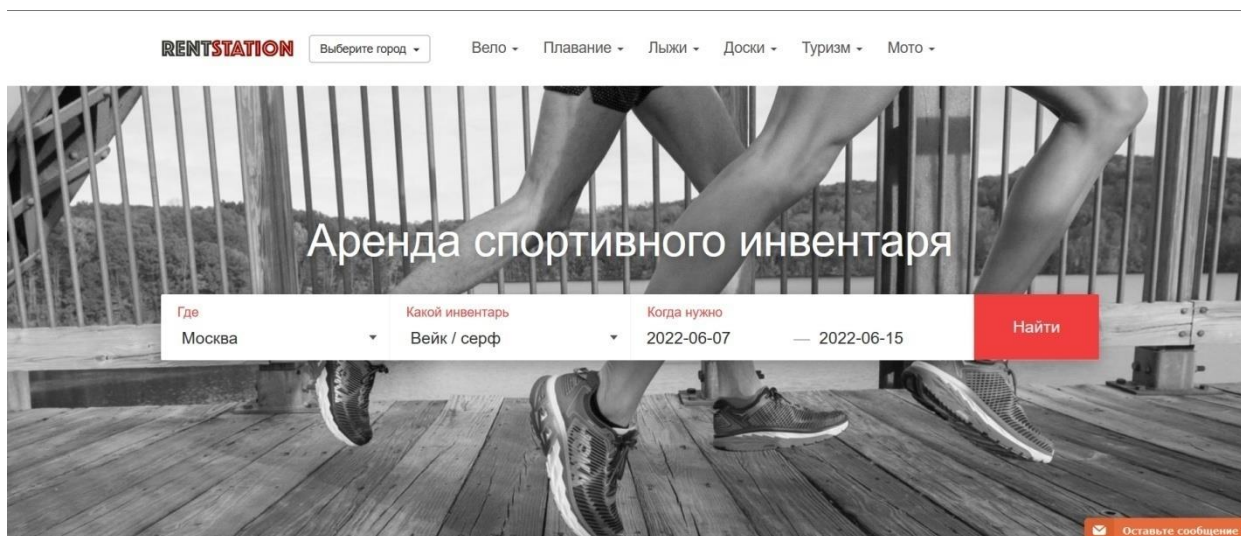 RENTSTATION
Выберите город
Вело
Плавание
Лыжи
Доски
Туризм
Мото
Аренда спортивного инвентаря
Где
Москва
Какой инвентарь
Вейк / серф
Когда нужно
2022-06-07 — 2022-06-15
Найти
Оставьте сообщение